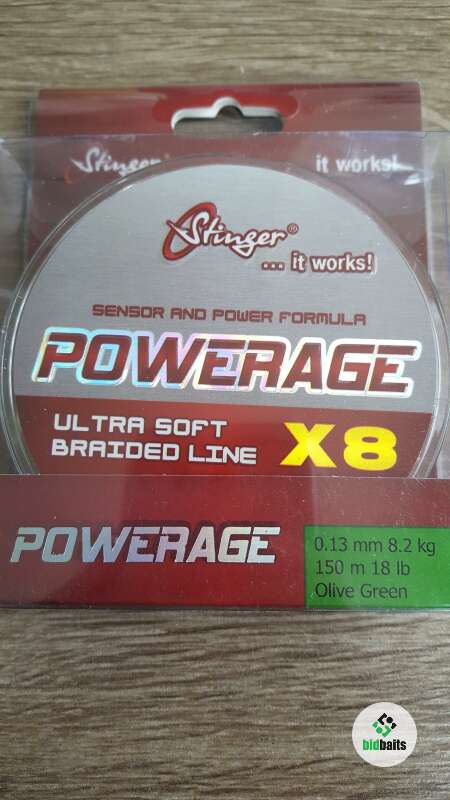 Stinger it works!
Stinger®
... it works!
SENSOR AND POWER FORMULA
POWERAGE
ULTRA SOFT
BRAIDED LINE X8
POWERAGE
0.13 mm 8.2 kg
150 m 18 lb
Olive Green
bidbaits